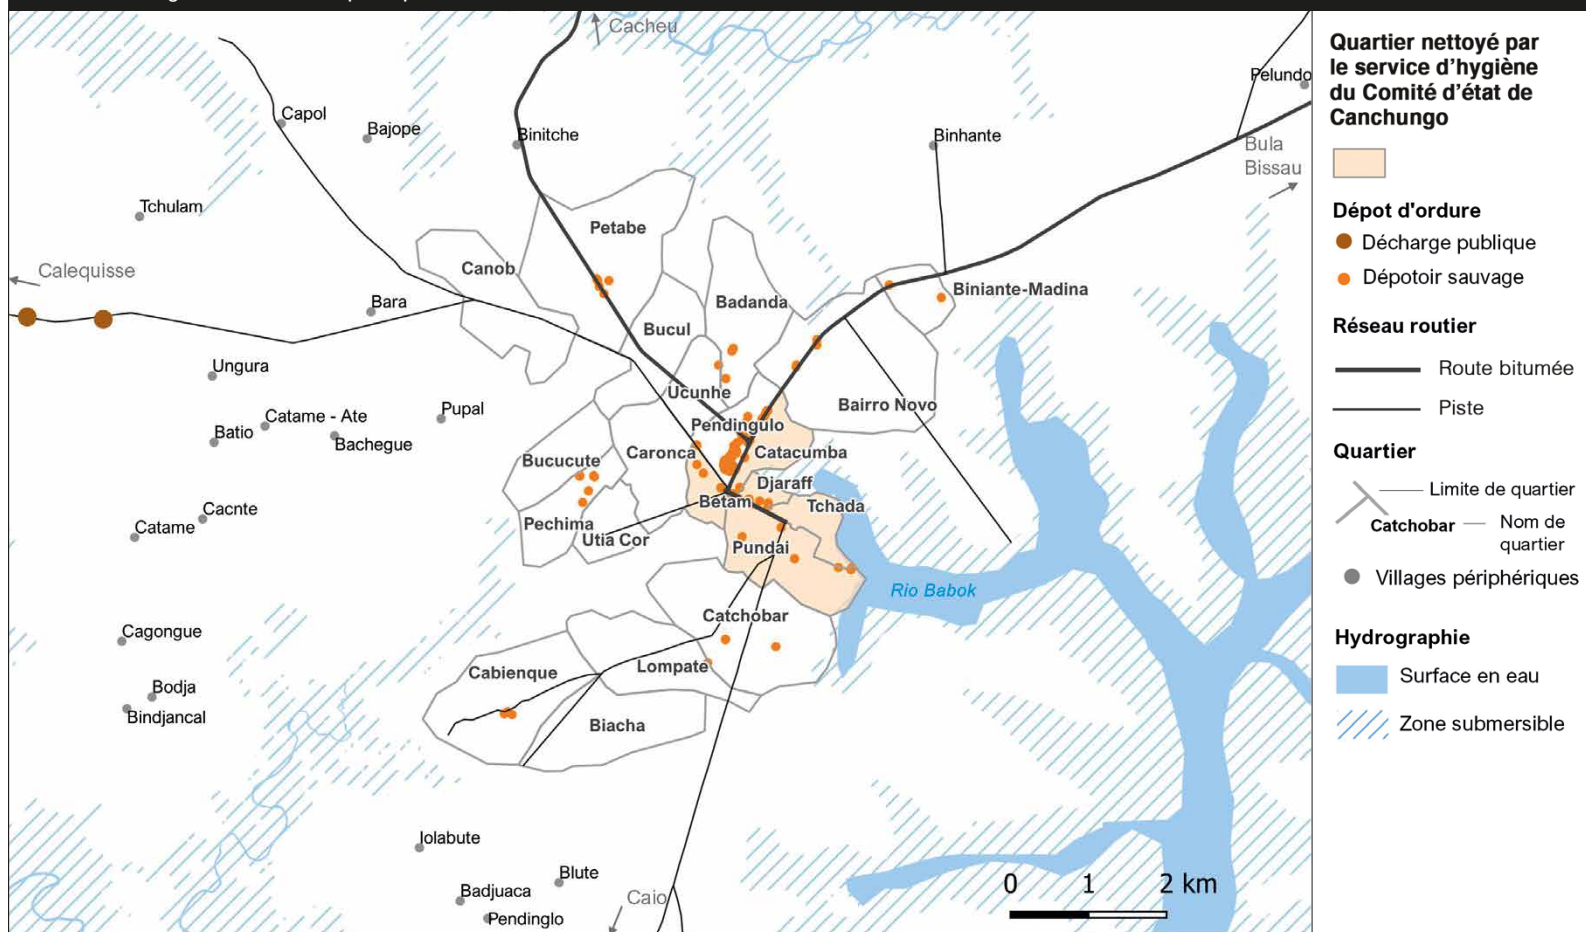 Cacheu
Pelundo
Capol
Bajope
Binitche
Binhante
Bula
Bissau
Tchulam
Petabe
Canob
Calequisse
Biniante-Madina
Bara
Badanda
Bucul
Ungura
Ucunhe
Bairro Novo
Catame - Ate
Pupal
Batio
Bachegue
Pendingulo
Caronca
Catacumba
Bucucute
Djaraff
Betam
Tchada
Cacnte
Catame
Pechima
Utia Cor
Pundai
Rio Babok
Catchobar
Cagongue
Cabienque
Lompate
Bodja
Bindjancal
Biacha
Iolabute
Blute
Badjuaca
Caio
Pendinglo
0 1 2 km
Quartier nettoyé par
le service d'hygiène
du Comité d'état de
Canchungo
Dépot d'ordure
Décharge publique
Dépotoir sauvage
Réseau routier
Route bitumée
Piste
Quartier
Limite de quartier
Catchobar
Nom de
quartier
Villages périphériques
Hydrographie
Surface en eau
Zone submersible